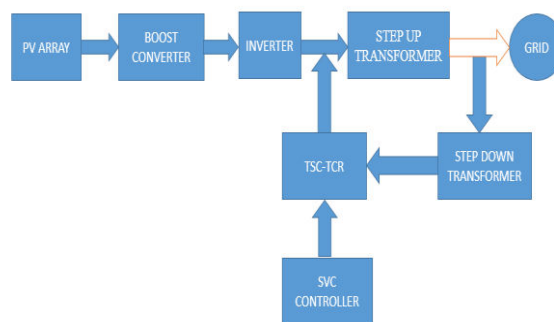 PV ARRAY
BOOST
CONVERTER
INVERTER
STEP UP
TRANSFORMER
GRID
TSC-TCR
STEP DOWN
TRANSFORMER
SVC
CONTROLLER